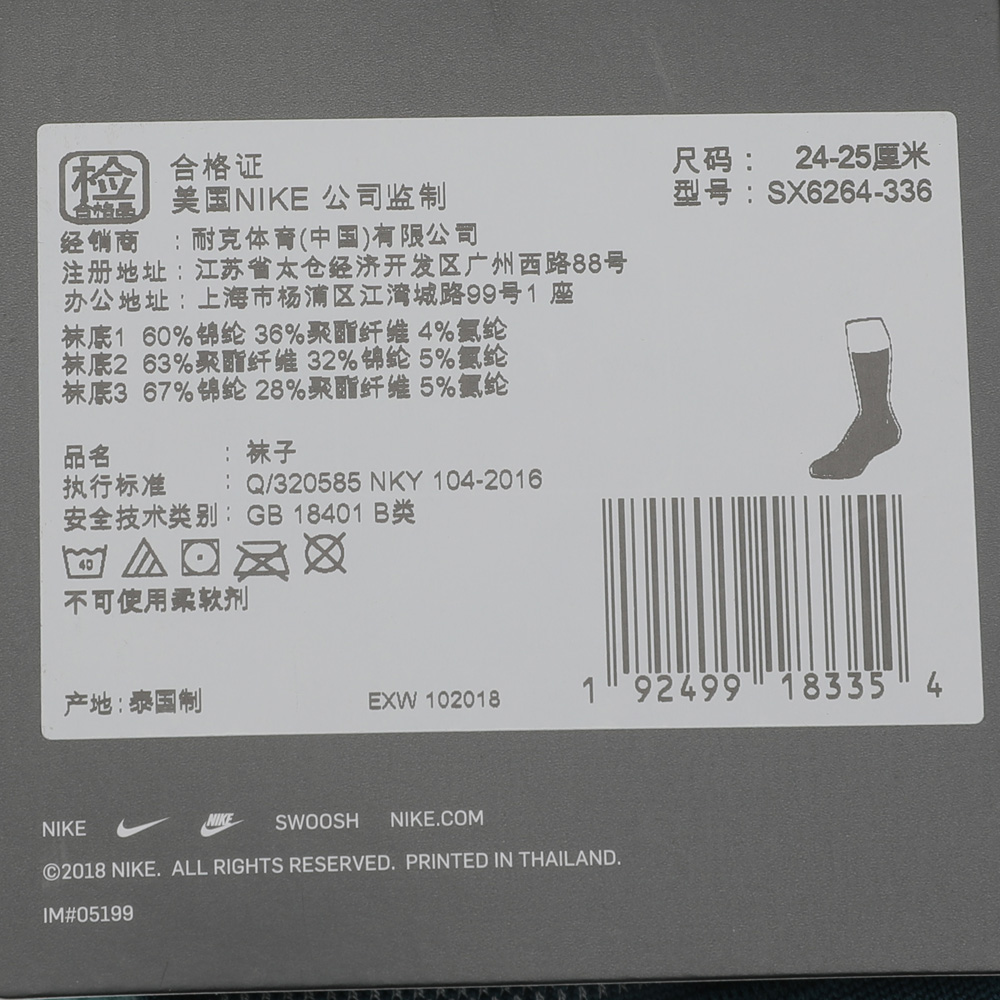 检
合格品
合格证
美国NIKE 公司监制
尺码： 24-25厘米
型号：SX6264-336
经销商 ：耐克体育(中国)有限公司
注册地址：江苏省太仓经济开发区广州西路88号
办公地址：上海市杨浦区江湾城路99号1 座
袜底1 60%锦纶 36%聚酯纤维 4%氨纶
袜底2 63%聚酯纤维 32%锦纶 5%氨纶
袜底3 67%锦纶 28%聚酯纤维 5%氨纶
品名 ：袜子
执行标准 ：Q/320585 NKY 104-2016
安全技术类别：GB 18401 B类
40
不可使用柔软剂
产地：泰国制
EXW 102018
1 92499 18335 4
NIKE NIKE SWOOSH NIKE.COM
©2018 NIKE. ALL RIGHTS RESERVED. PRINTED IN THAILAND.
IM#05199